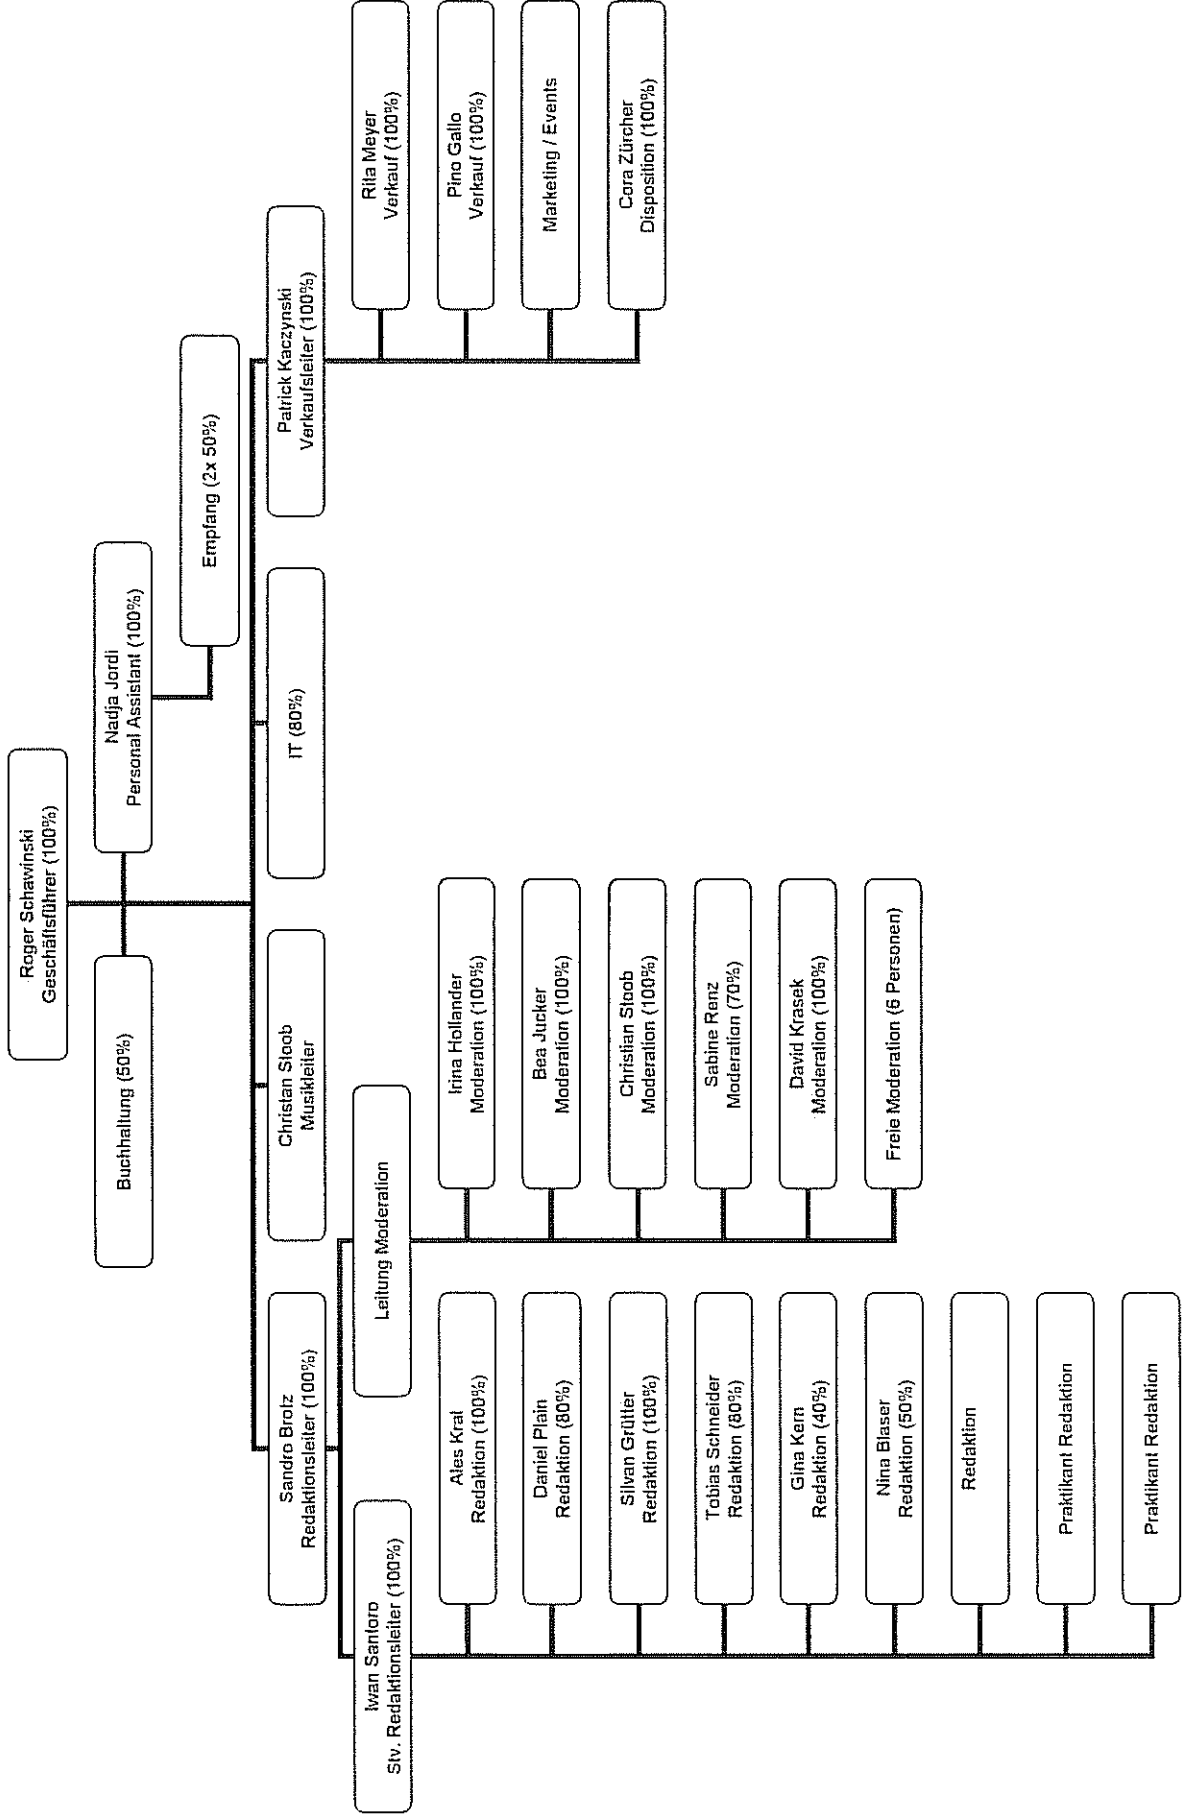 Roger Schawinski
Geschäftsführer (100%)
Buchhaltung (50%)
Nadja Jordi
Personal Assistant (100%)
Empfang (2x 50%)
Sandro Brotz
Redaktionsleiter (100%)
Christan Stoob
Musikleiter
IT (80%)
Patrick Kaczynski
Verkaufsleiter (100%)
Iwan Santoro
Stv. Redaktionsleiter (100%)
Leitung Moderation
Ales Kral
Redaktion (100%)
Daniel Plain
Redaktion (80%)
Silvan Grütter
Redaktion (100%)
Tobias Schneider
Redaktion (80%)
Gina Kern
Redaktion (40%)
Nina Blaser
Redaktion (50%)
Redaktion
Praktikant Redaktion
Praktikant Redaktion
Irina Hollander
Moderation (100%)
Bea Jucker
Moderation (100%)
Christian Stoob
Moderation (100%)
Sabine Renz
Moderation (70%)
David Krasek
Moderation (100%)
Freie Moderation (6 Personen)
Rita Meyer
Verkauf (100%)
Pino Gallo
Verkauf (100%)
Marketing / Events
Cora Zürcher
Disposition (100%)